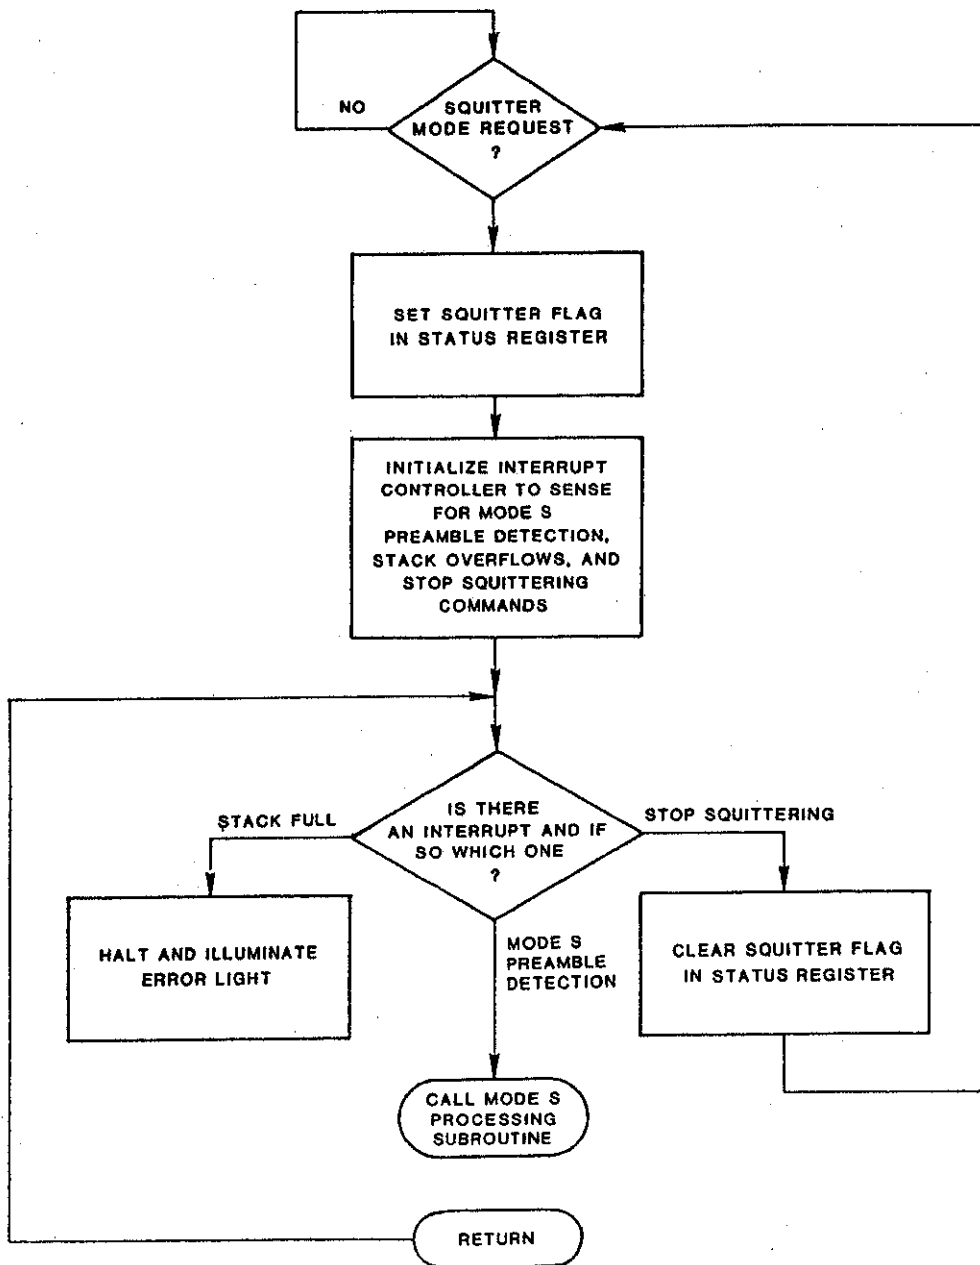 NO
SQUITTER
MODE REQUEST
?
SET SQUITTER FLAG
IN STATUS REGISTER
INITIALIZE INTERRUPT
CONTROLLER TO SENSE
FOR MODE S
PREAMBLE DETECTION,
STACK OVERFLOWS, AND
STOP SQUITTERING
COMMANDS
STACK FULL
IS THERE
AN INTERRUPT AND IF
SO WHICH ONE
?
STOP SQUITTERING
HALT AND ILLUMINATE
ERROR LIGHT
MODE S
PREAMBLE
DETECTION
CLEAR SQUITTER FLAG
IN STATUS REGISTER
CALL MODE S
PROCESSING
SUBROUTINE
RETURN